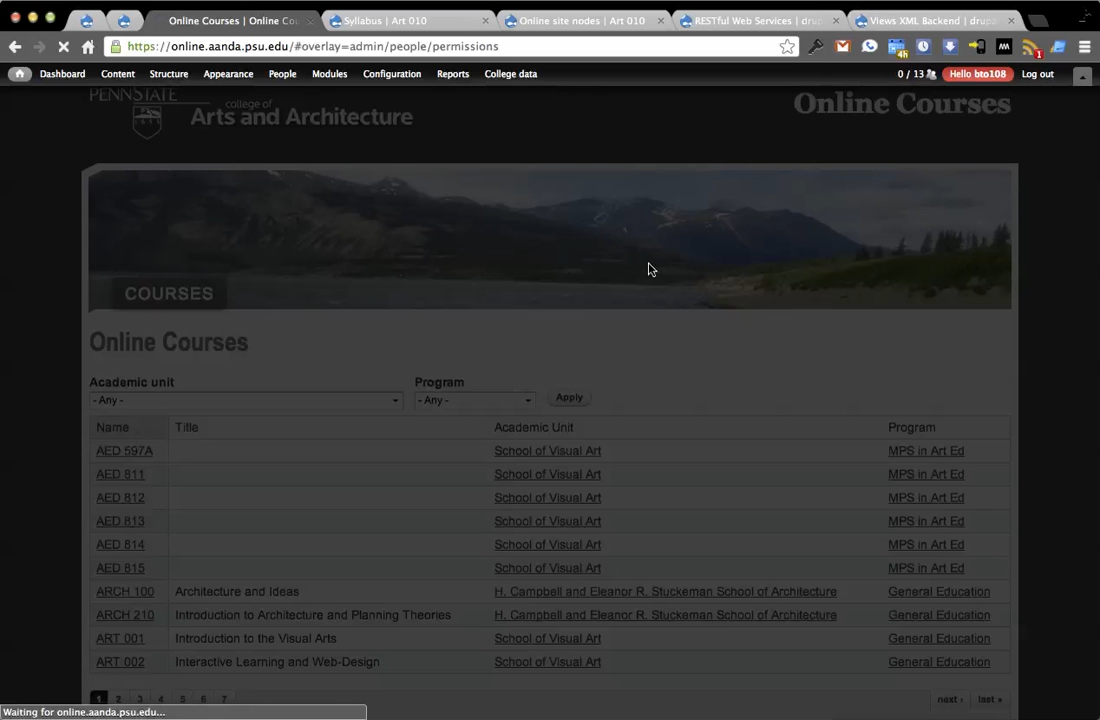 Online Courses | Online Cou
Syllabus | Art 010
Online site nodes | Art 010
RESTful Web Services | drup
Views XML Backend | drupa
https://online.aanda.psu.edu/#overlay=admin/people/permissions
4h
1
Dashboard Content Structure Appearance People Modules Configuration Reports College data
0 / 13 Hello bto108 Log out
PENNSTATE
college of
Arts and Architecture
Online Courses
COURSES
Online Courses
Academic unit Program
- Any - - Any - Apply
Name Title Academic Unit Program
AED 597A School of Visual Art MPS in Art Ed
AED 811 School of Visual Art MPS in Art Ed
AED 812 School of Visual Art MPS in Art Ed
AED 813 School of Visual Art MPS in Art Ed
AED 814 School of Visual Art MPS in Art Ed
AED 815 School of Visual Art MPS in Art Ed
ARCH 100 Architecture and Ideas H. Campbell and Eleanor R. Stuckeman School of Architecture General Education
ARCH 210 Introduction to Architecture and Planning Theories H. Campbell and Eleanor R. Stuckeman School of Architecture General Education
ART 001 Introduction to the Visual Arts School of Visual Art General Education
ART 002 Interactive Learning and Web-Design School of Visual Art General Education
1 2 3 4 5 6 7 next › last »
Waiting for online.aanda.psu.edu...